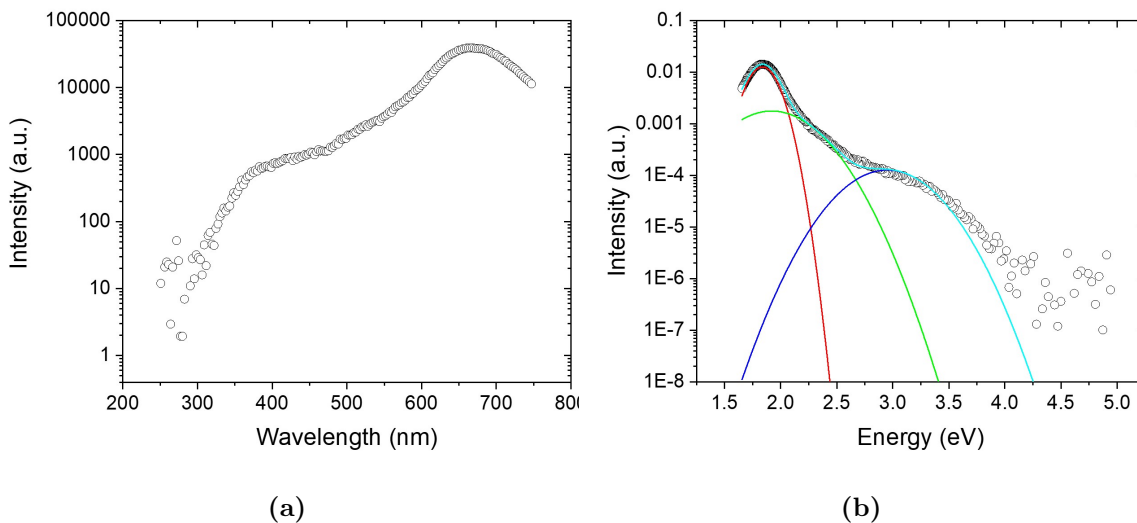 100000
10000
1000
100
10
1
Intensity (a.u.)
200 300 400 500 600 700 800
Wavelength (nm)
(a)
0.1
0.01
0.001
1E-4
1E-5
1E-6
1E-7
1E-8
Intensity (a.u.)
1.5 2.0 2.5 3.0 3.5 4.0 4.5 5.0
Energy (eV)
(b)